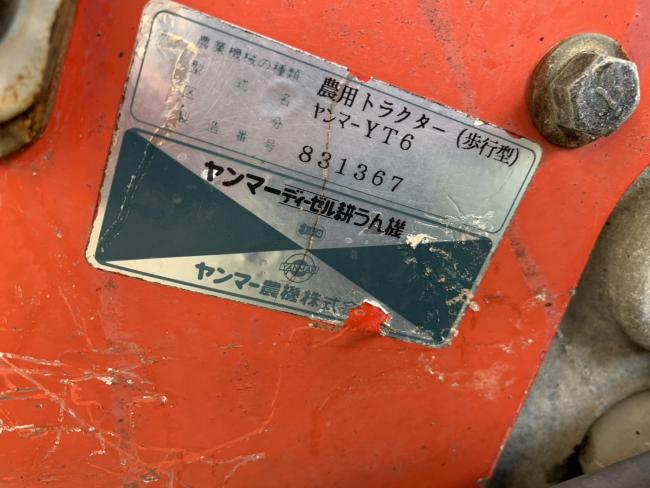 農業機械の種類 農用トラクター(歩行型)
型式名 ヤンマーYT6
区分
製造番号 831367
ヤンマーディーゼル耕うん機
YANMAR
ヤンマー農機株式会